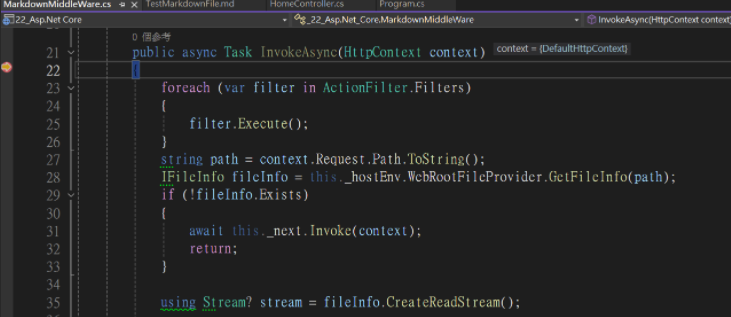 MarkdownMiddleWare.cs TestMarkdownFile.md HomeController.cs Program.cs
22_Asp.Net Core _22_Asp.Net_Core.MarkdownMiddleWare InvokeAsync(HttpContext context)
0 個參考
21 public async Task InvokeAsync(HttpContext context) context = {DefaultHttpContext}
22 {
23 foreach (var filter in ActionFilter.Filters)
24 {
25 filter.Execute();
26 }
27 string path = context.Request.Path.ToString();
28 IFileInfo fileInfo = this._hostEnv.WebRootFileProvider.GetFileInfo(path);
29 if (!fileInfo.Exists)
30 {
31 await this._next.Invoke(context);
32 return;
33 }
34
35 using Stream? stream = fileInfo.CreateReadStream();